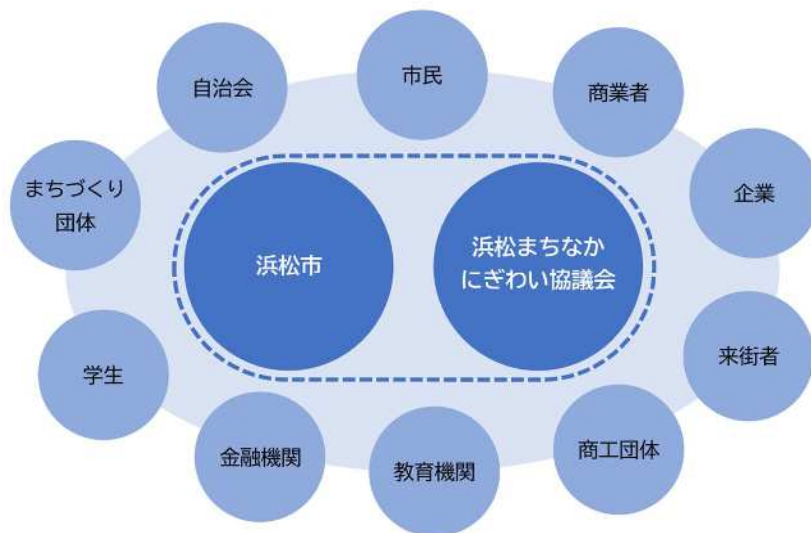 自治会
市民
商業者
まちづくり
団体
企業
浜松市
浜松まちなか
にぎわい協議会
学生
来街者
金融機関
教育機関
商工団体